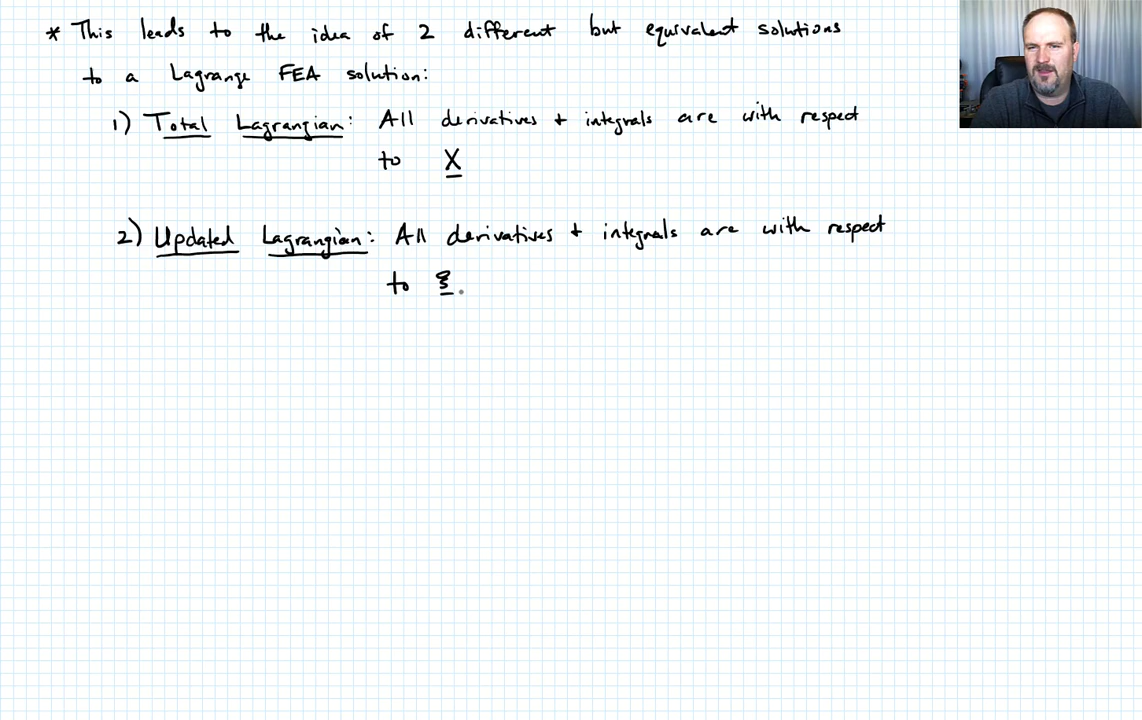 * This leads to the idea of 2 different but equivalent solutions
to a Lagrange FEA solution:
1) Total Lagrangian: All derivatives + integrals are with respect
to X
2) Updated Lagrangian: All derivatives + integrals are with respect
to